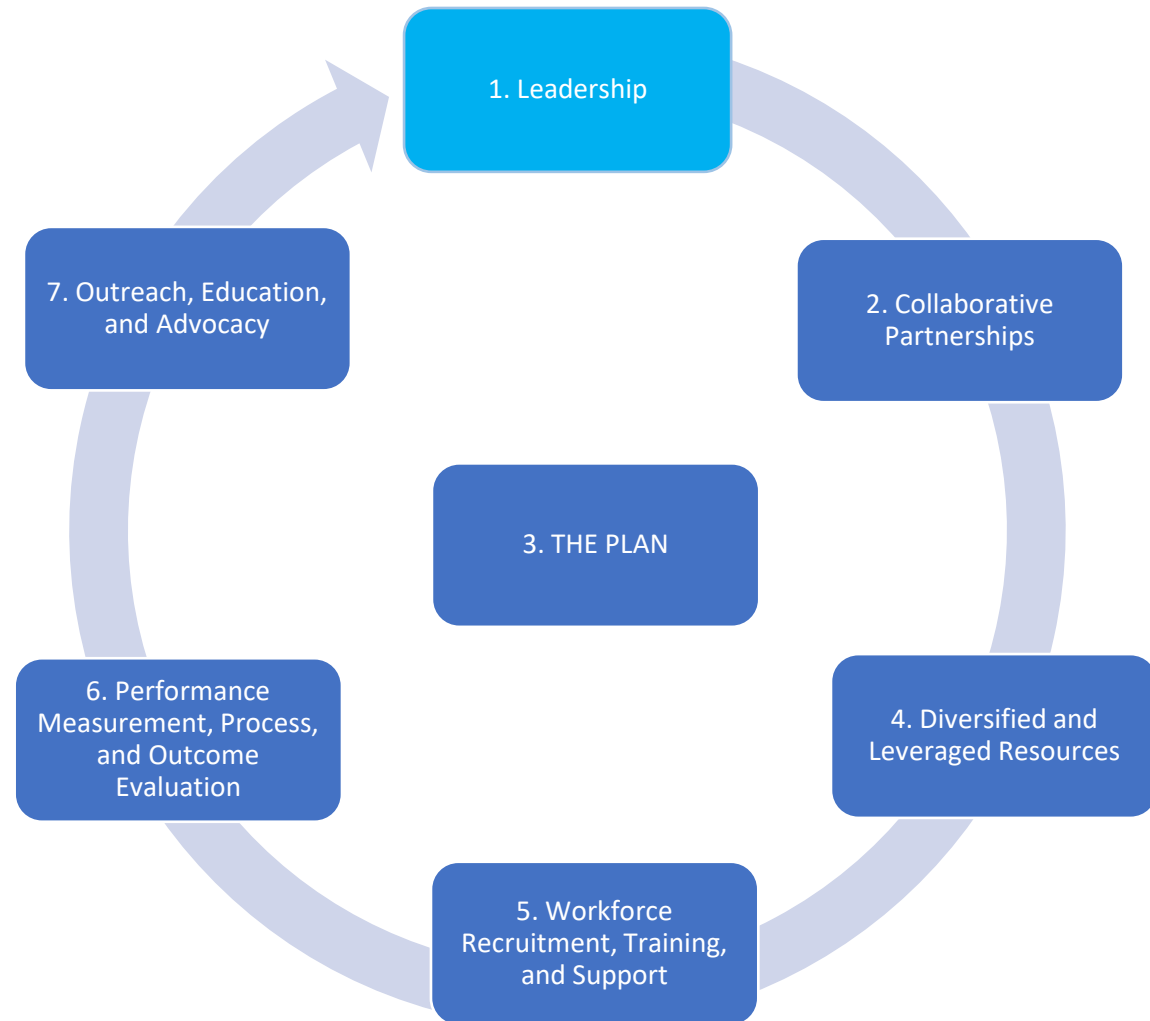 1. Leadership
2. Collaborative
Partnerships
3. THE PLAN
4. Diversified and
Leveraged Resources
5. Workforce
Recruitment, Training,
and Support
6. Performance
Measurement, Process,
and Outcome
Evaluation
7. Outreach, Education,
and Advocacy